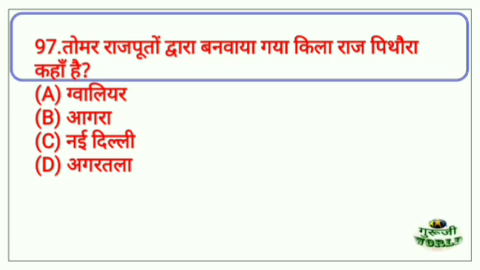 97.तोमर राजपूतों द्वारा बनवाया गया किला राज पिथौरा
कहाँ है?
(A) ग्वालियर
(B) आगरा
(C) नई दिल्ली
(D) अगरतला
गुरूजी
WORLD